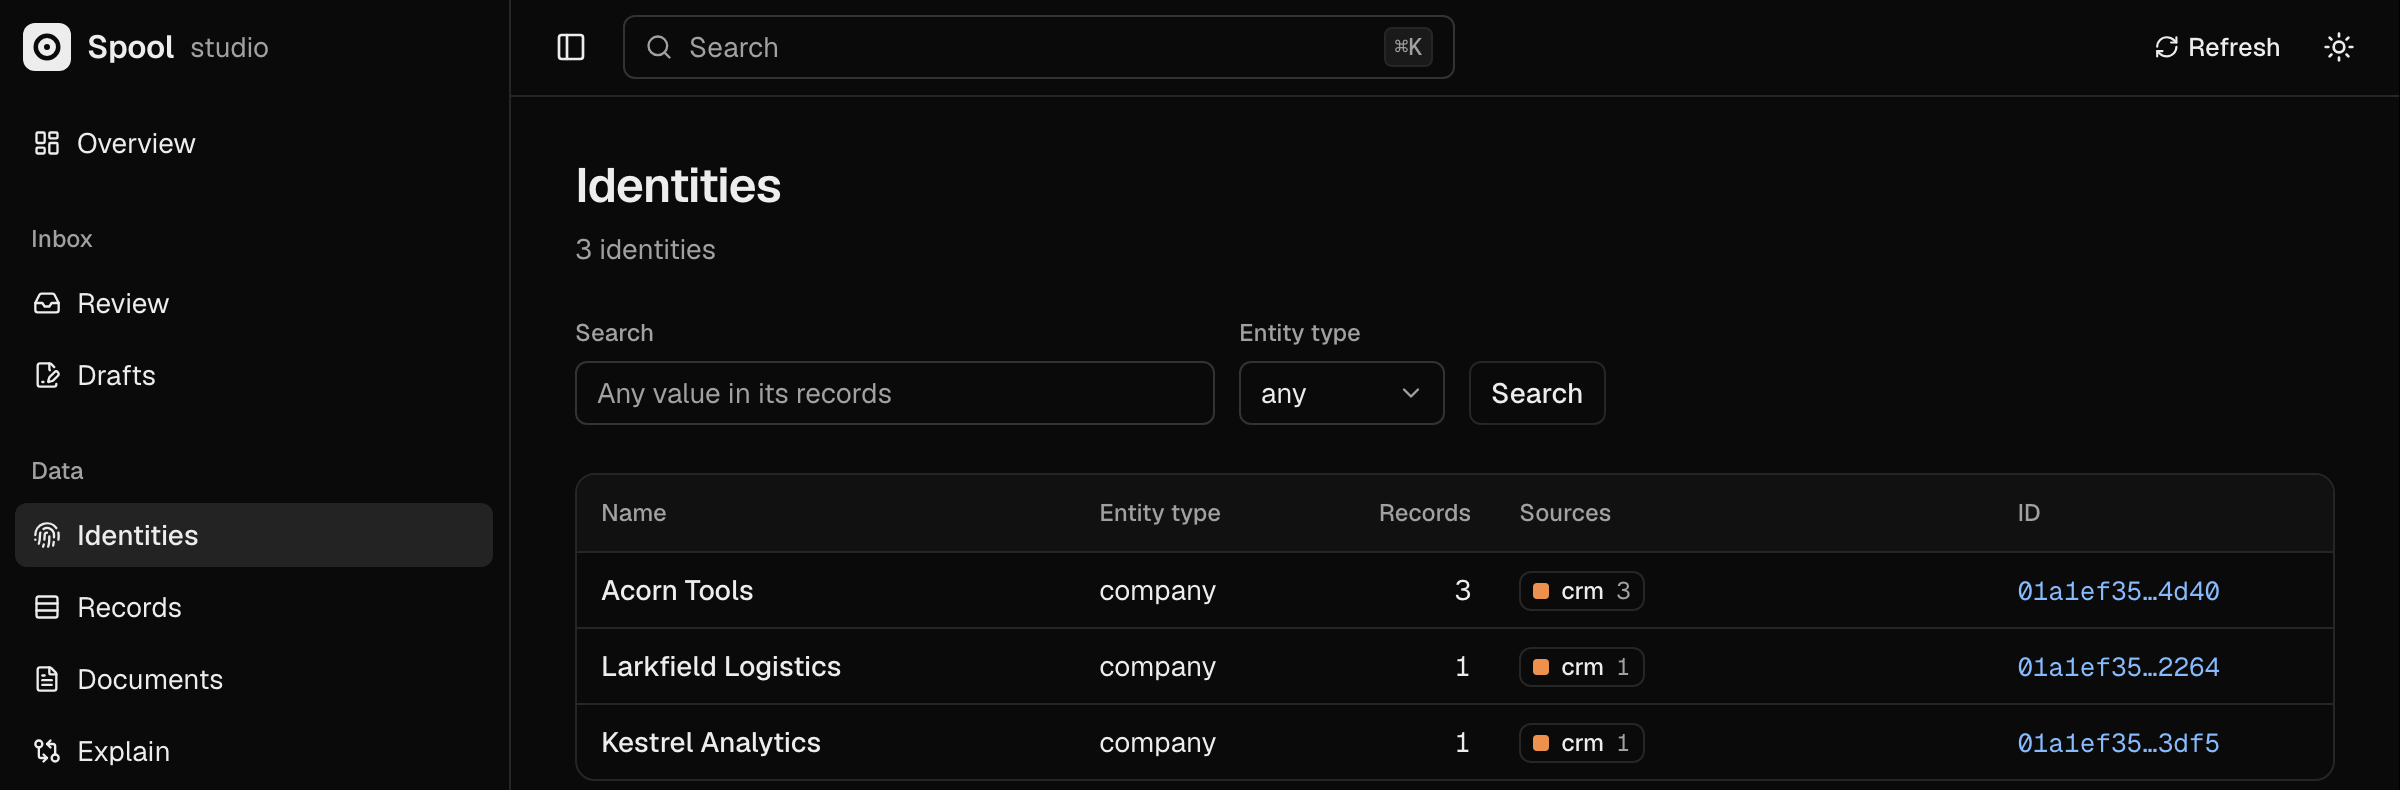 Spool studio
Search ⌘K
Refresh
Overview
Inbox
Review
Drafts
Data
Identities
Records
Documents
Explain
Identities
3 identities
Search Entity type
Any value in its records any Search
Name Entity type Records Sources ID
Acorn Tools company 3 crm 3 01a1ef35…4d40
Larkfield Logistics company 1 crm 1 01a1ef35…2264
Kestrel Analytics company 1 crm 1 01a1ef35…3df5